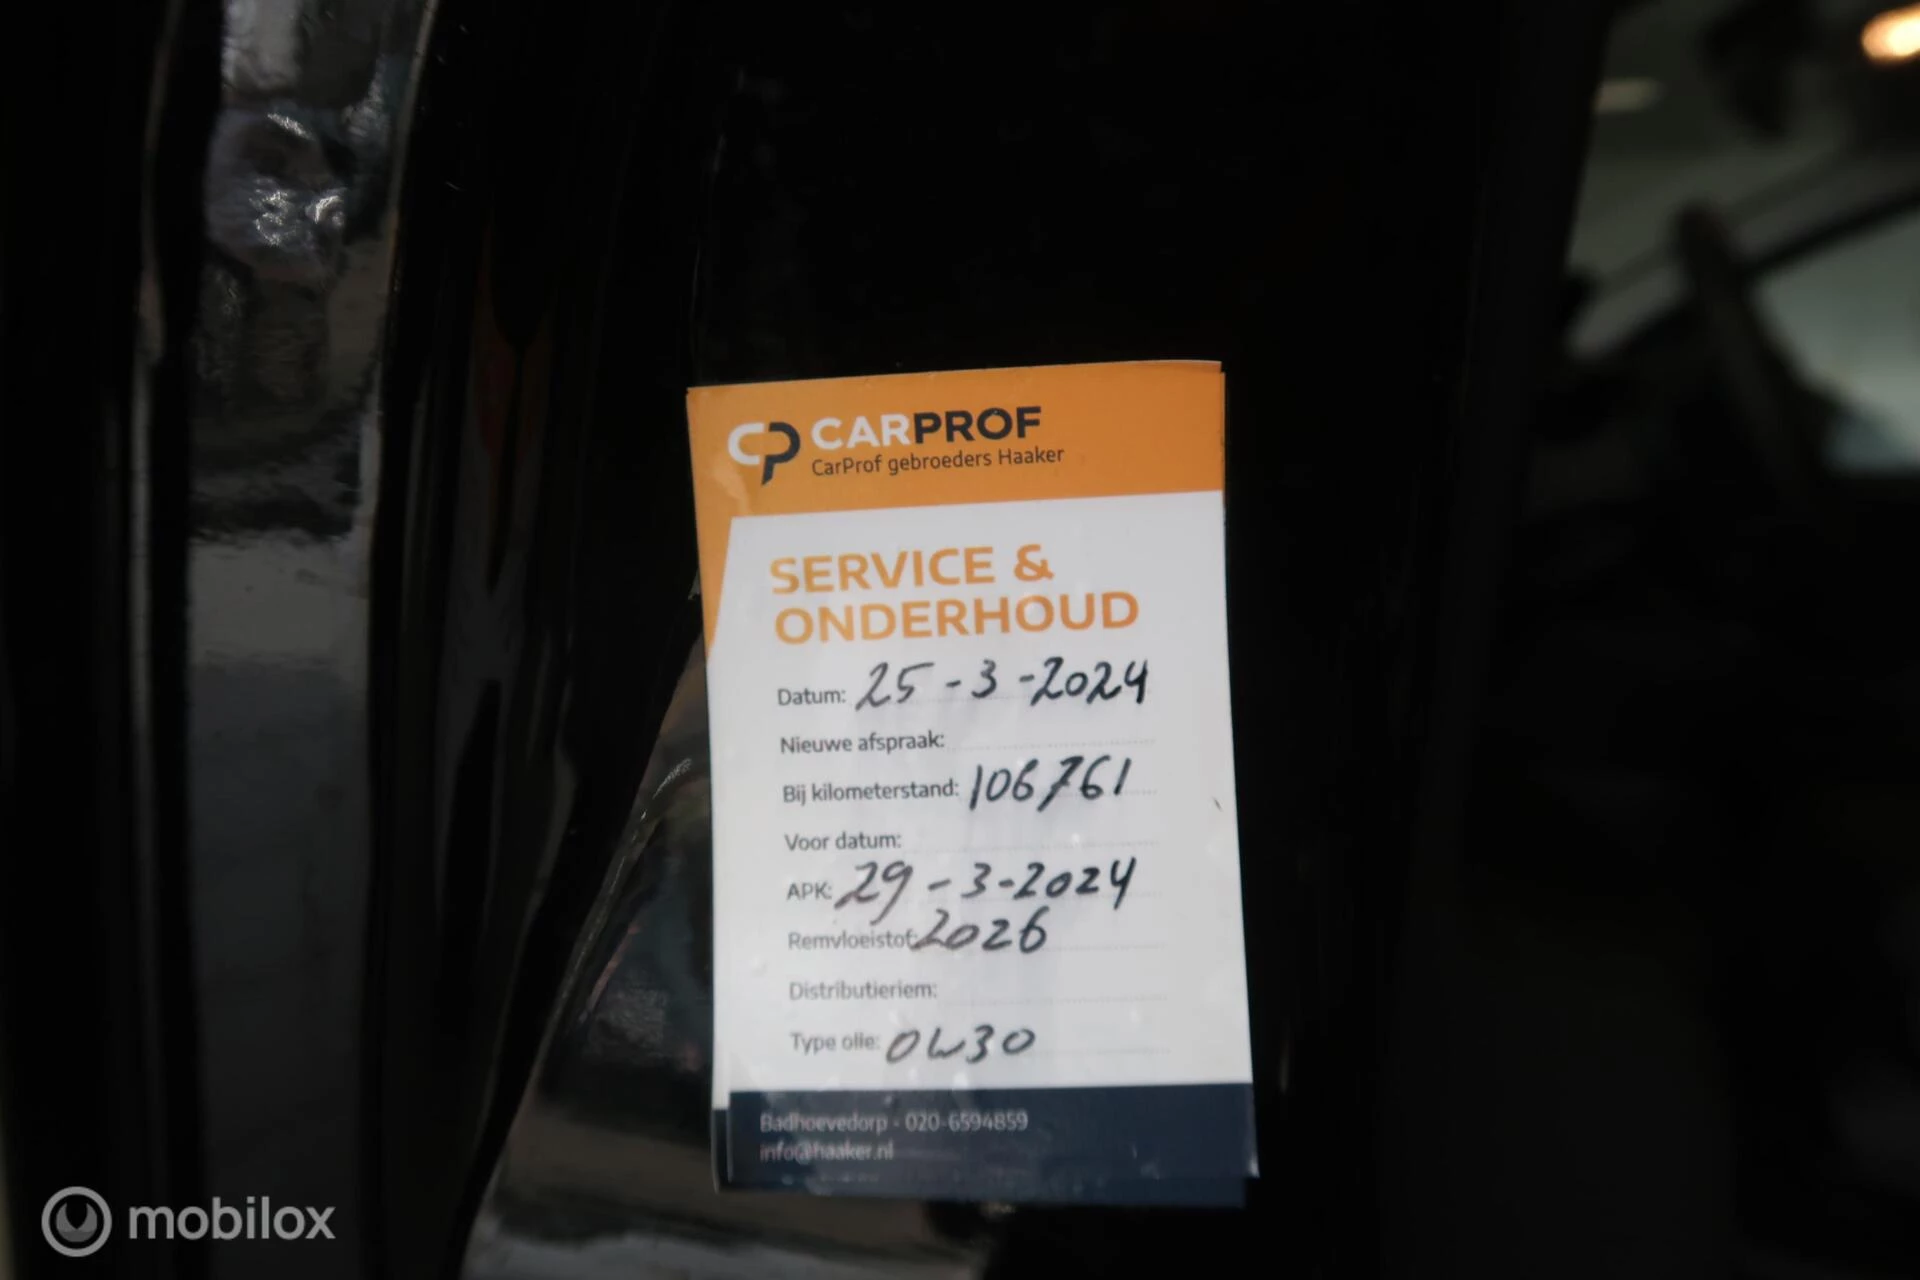 CP CARPROF
CarProf gebroeders Haaker
SERVICE &
ONDERHOUD
Datum: 25-3-2024
Nieuwe afspraak:
Bij kilometerstand: 106761
Voor datum:
APK: 29-3-2024
Remvloeistof: 2026
Distributieriem:
Type olie: 0W30
Badhoevedorp - 020-6594859
info@haaker.nl
mobilox